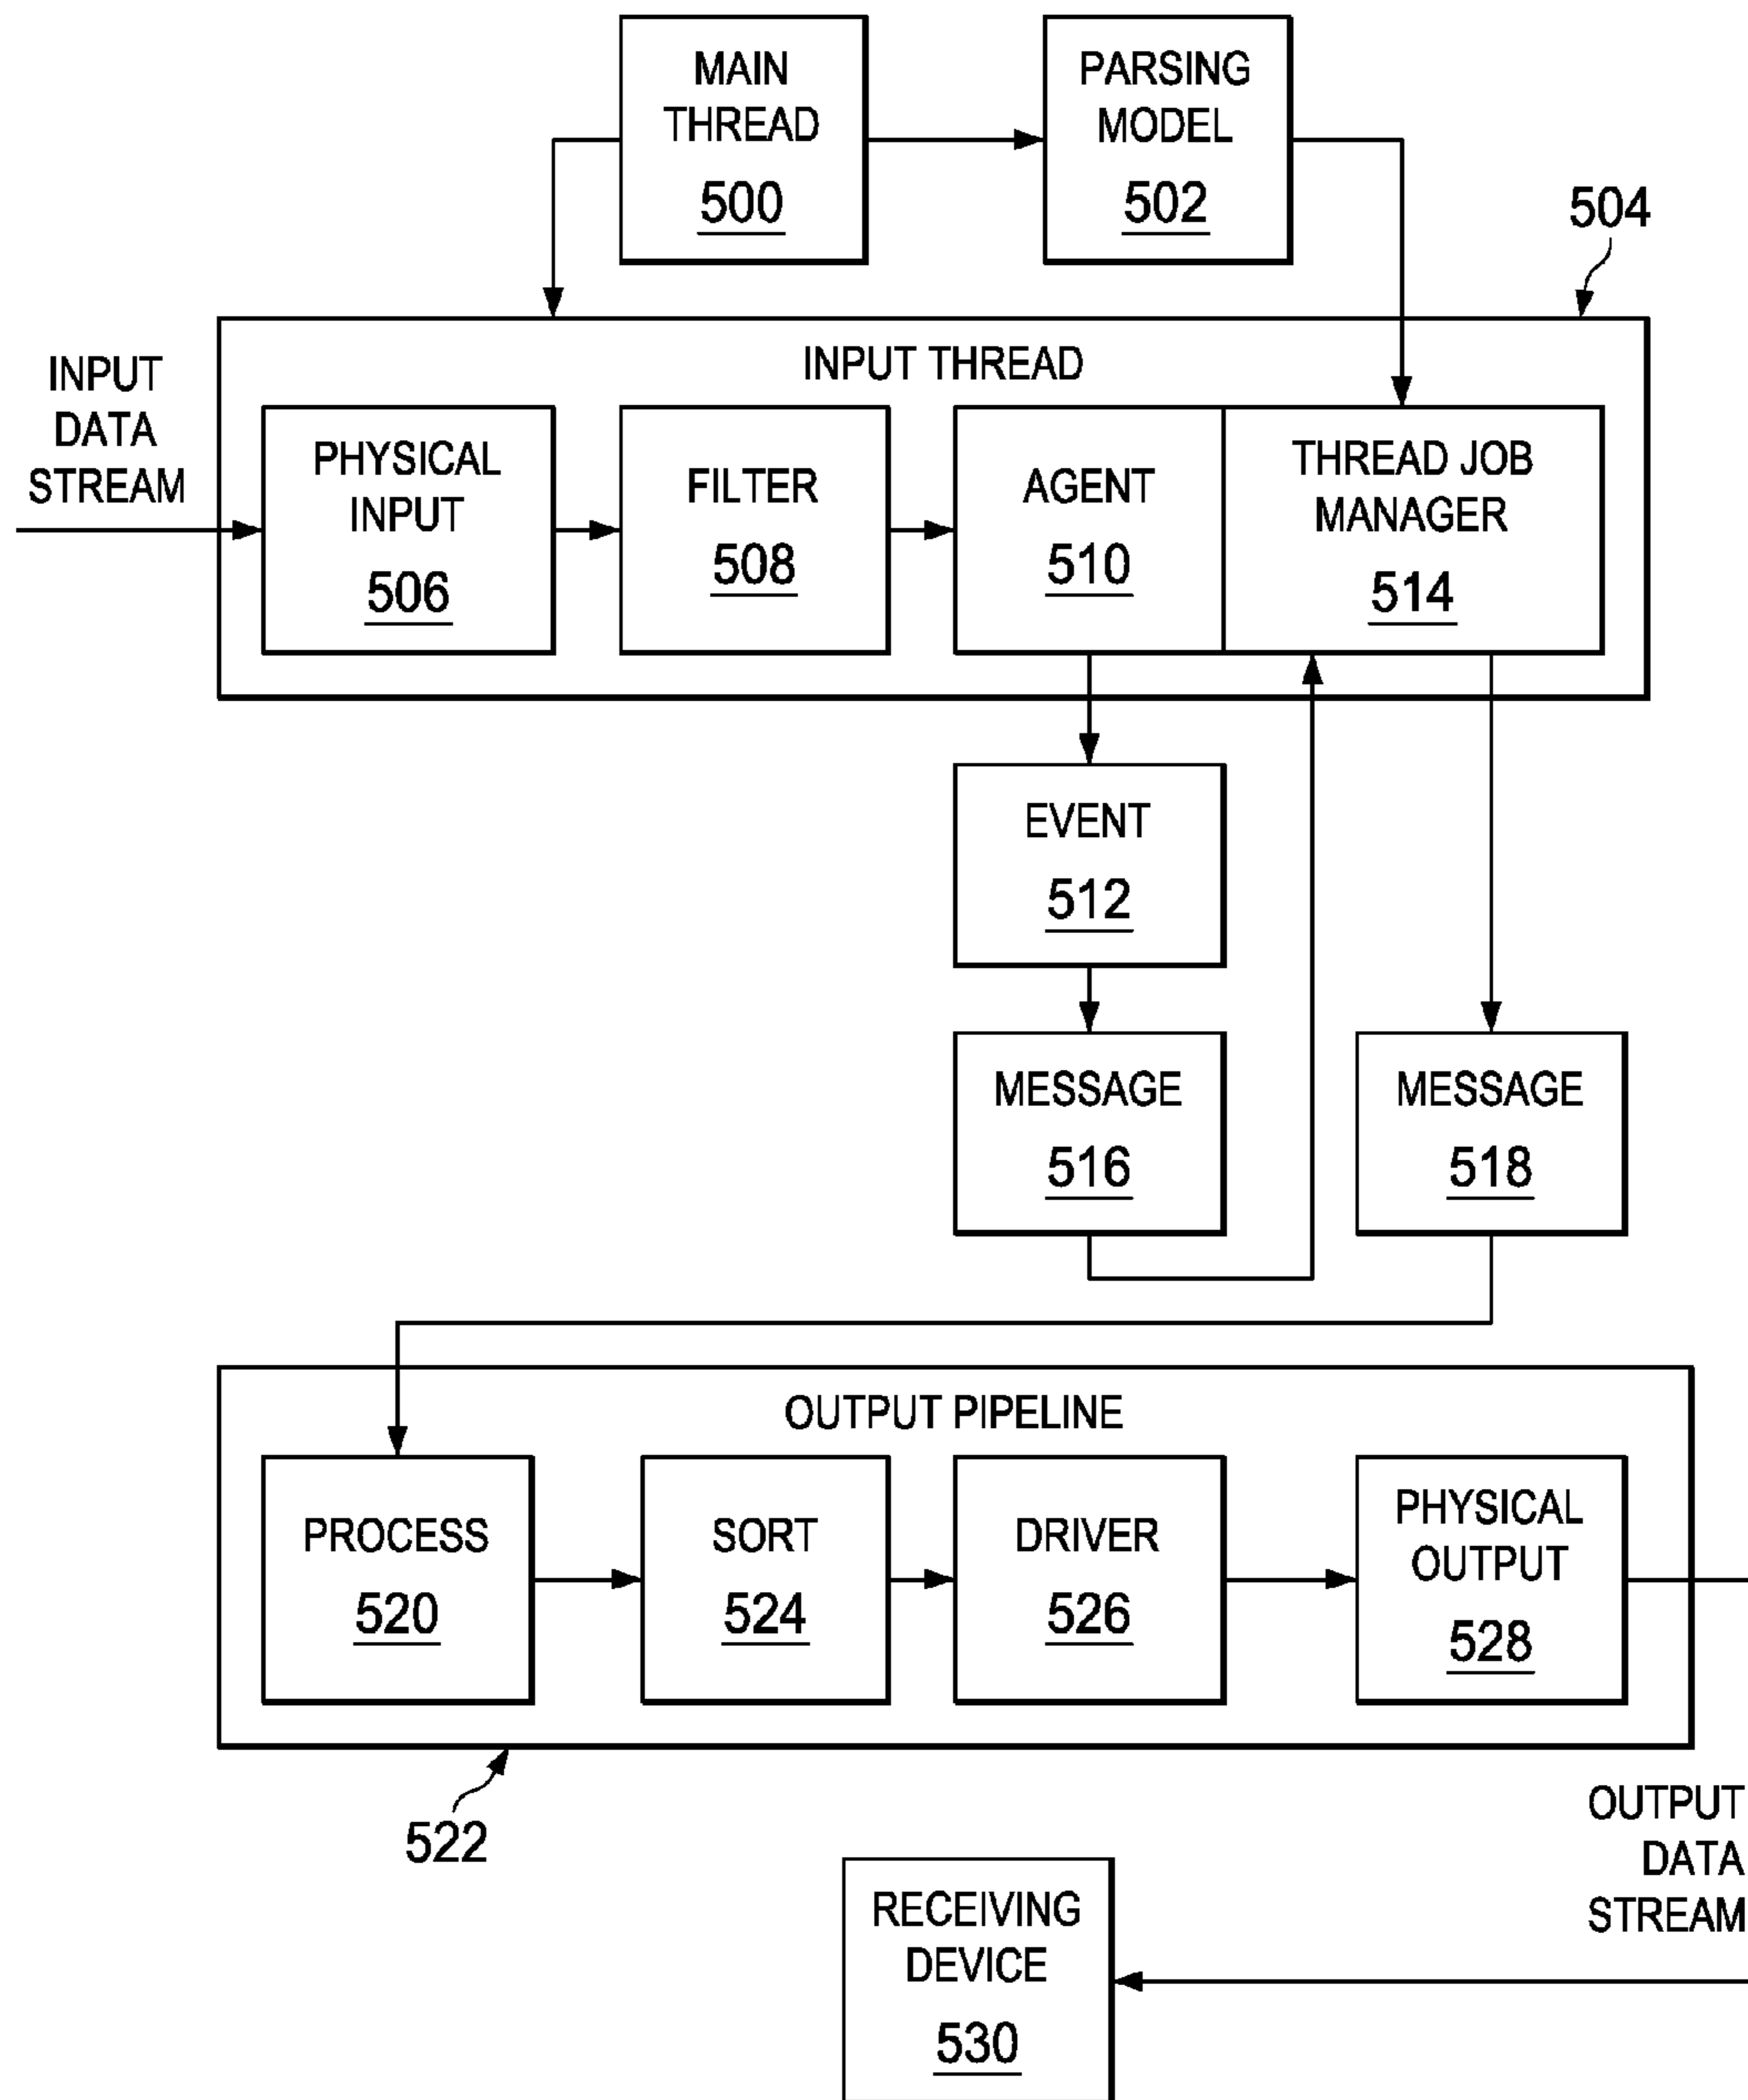 MAIN
THREAD
500
PARSING
MODEL
502
504
INPUT
DATA
STREAM
INPUT THREAD
PHYSICAL
INPUT
506
FILTER
508
AGENT
510
THREAD JOB
MANAGER
514
EVENT
512
MESSAGE
516
MESSAGE
518
OUTPUT PIPELINE
PROCESS
520
SORT
524
DRIVER
526
PHYSICAL
OUTPUT
528
522
OUTPUT
DATA
STREAM
RECEIVING
DEVICE
530